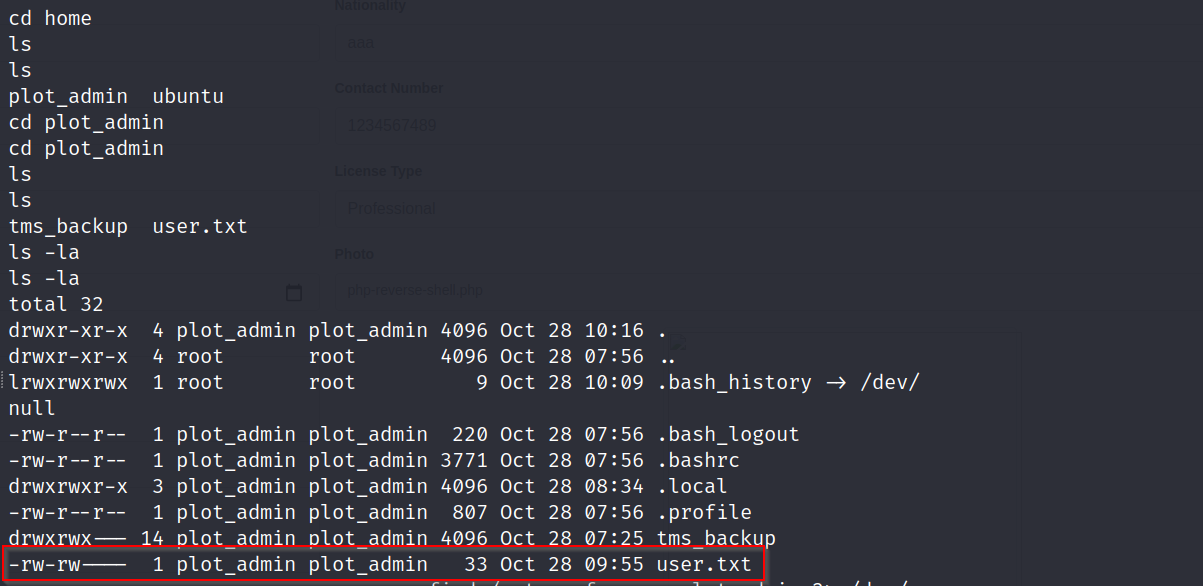 Nationality
cd home
aaa
ls
ls
Contact Number
plot_admin  ubuntu
cd plot_admin
1234567489
cd plot_admin
ls
License Type
ls
Professional
tms_backup  user.txt
ls -la
Photo
ls -la
php-reverse-shell.php
total 32
drwxr-xr-x  4 plot_admin plot_admin 4096 Oct 28 10:16 .
drwxr-xr-x  4 root       root       4096 Oct 28 07:56 ..
lrwxrwxrwx  1 root       root          9 Oct 28 10:09 .bash_history -> /dev/
null
-rw-r--r--  1 plot_admin plot_admin  220 Oct 28 07:56 .bash_logout
-rw-r--r--  1 plot_admin plot_admin 3771 Oct 28 07:56 .bashrc
drwxrwxr-x  3 plot_admin plot_admin 4096 Oct 28 08:34 .local
-rw-r--r--  1 plot_admin plot_admin  807 Oct 28 07:56 .profile
drwxrwx--- 14 plot_admin plot_admin 4096 Oct 28 07:25 tms_backup
-rw-rw----  1 plot_admin plot_admin   33 Oct 28 09:55 user.txt